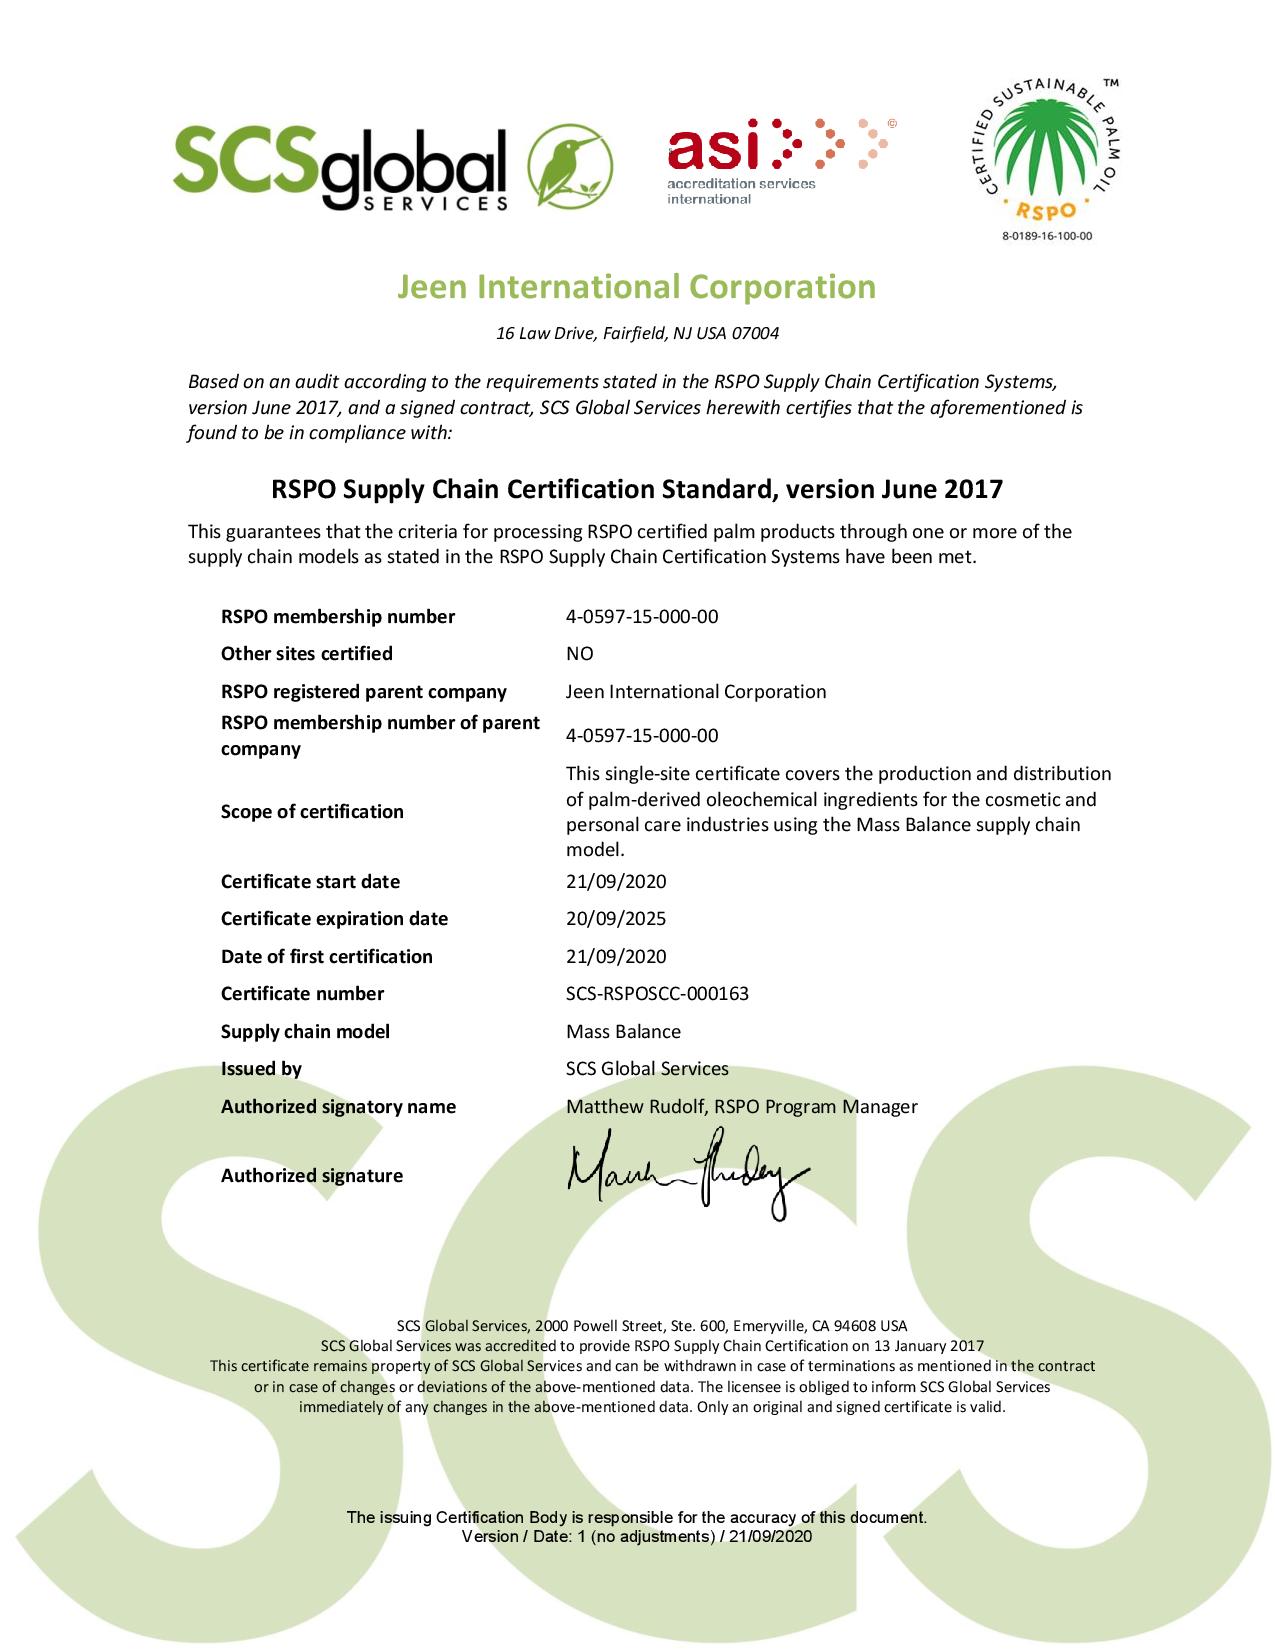 SCSglobal
SERVICES
asi
accreditation services
international
©
CERTIFIED SUSTAINABLE PALM OIL
TM
RSPO
8-0189-16-100-00
Jeen International Corporation
16 Law Drive, Fairfield, NJ USA 07004
Based on an audit according to the requirements stated in the RSPO Supply Chain Certification Systems,
version June 2017, and a signed contract, SCS Global Services herewith certifies that the aforementioned is
found to be in compliance with:
RSPO Supply Chain Certification Standard, version June 2017
This guarantees that the criteria for processing RSPO certified palm products through one or more of the
supply chain models as stated in the RSPO Supply Chain Certification Systems have been met.
RSPO membership number 4-0597-15-000-00
Other sites certified NO
RSPO registered parent company Jeen International Corporation
RSPO membership number of parent
company 4-0597-15-000-00
Scope of certification
This single-site certificate covers the production and distribution
of palm-derived oleochemical ingredients for the cosmetic and
personal care industries using the Mass Balance supply chain
model.
Certificate start date 21/09/2020
Certificate expiration date 20/09/2025
Date of first certification 21/09/2020
Certificate number SCS-RSPOSCC-000163
Supply chain model Mass Balance
Issued by SCS Global Services
Authorized signatory name Matthew Rudolf, RSPO Program Manager
Authorized signature
SCS Global Services, 2000 Powell Street, Ste. 600, Emeryville, CA 94608 USA
SCS Global Services was accredited to provide RSPO Supply Chain Certification on 13 January 2017
This certificate remains property of SCS Global Services and can be withdrawn in case of terminations as mentioned in the contract
or in case of changes or deviations of the above-mentioned data. The licensee is obliged to inform SCS Global Services
immediately of any changes in the above-mentioned data. Only an original and signed certificate is valid.
The issuing Certification Body is responsible for the accuracy of this document.
Version / Date: 1 (no adjustments) / 21/09/2020
SCS